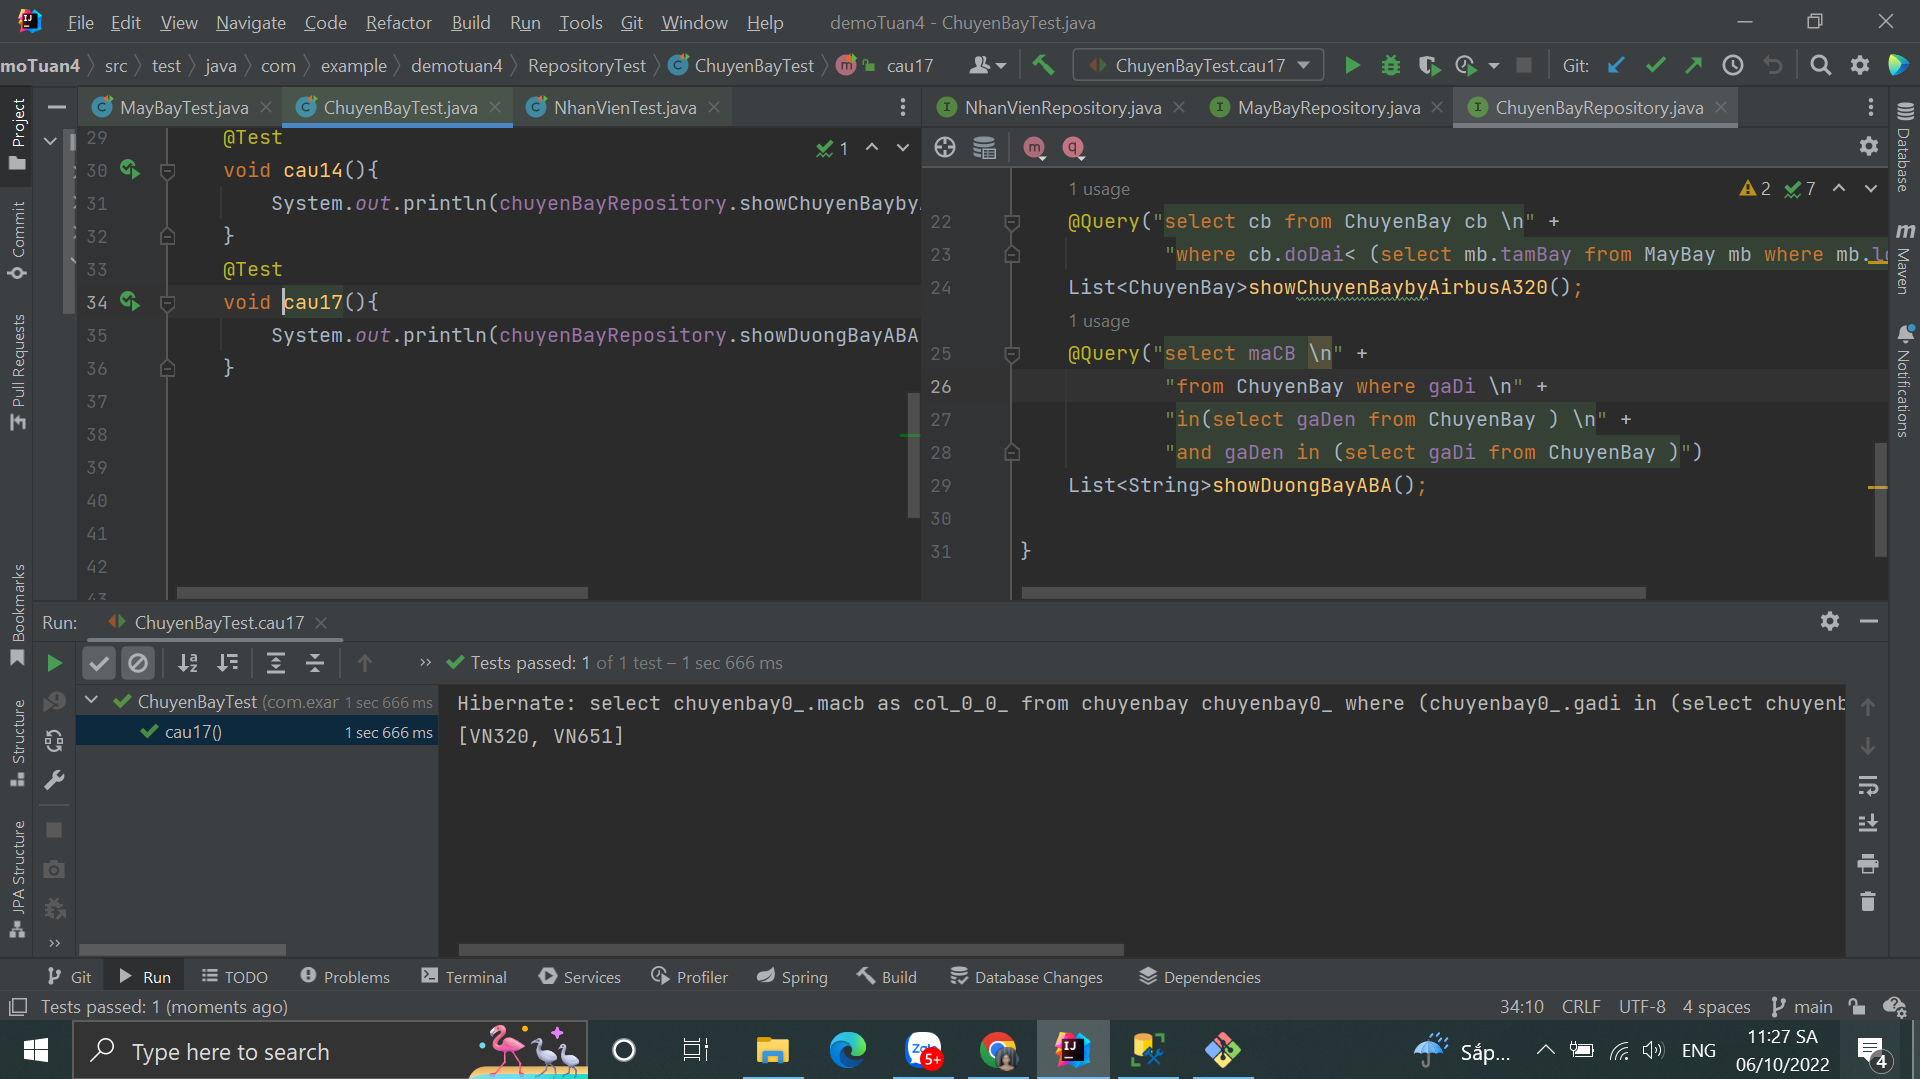 File Edit View Navigate Code Refactor Build Run Tools Git Window Help demoTuan4 - ChuyenBayTest.java
moTuan4 src test java com example demotuan4 RepositoryTest ChuyenBayTest cau17 ChuyenBayTest.cau17 Git:
MayBayTest.java ChuyenBayTest.java NhanVienTest.java
29 @Test
30 void cau14(){
31 System.out.println(chuyenBayRepository.showChuyenBayby
32 }
33 @Test
34 void cau17(){
35 System.out.println(chuyenBayRepository.showDuongBayABA
36 }
37
38
39
40
41
42
43
1
NhanVienRepository.java MayBayRepository.java ChuyenBayRepository.java
1 usage
2 7
22 @Query("select cb from ChuyenBay cb \n" +
23 "where cb.doDai< (select mb.tamBay from MayBay mb where mb.lo
24 List<ChuyenBay>showChuyenBaybyAirbusA320();
1 usage
25 @Query("select maCB \n" +
26 "from ChuyenBay where gaDi \n" +
27 "in(select gaDen from ChuyenBay ) \n" +
28 "and gaDen in (select gaDi from ChuyenBay )")
29 List<String>showDuongBayABA();
30
31 }
Project
Commit
Pull Requests
Bookmarks
Structure
JPA Structure
Database
Maven
Notifications
Run: ChuyenBayTest.cau17
Tests passed: 1 of 1 test – 1 sec 666 ms
ChuyenBayTest (com.exar 1 sec 666 ms
cau17() 1 sec 666 ms
Hibernate: select chuyenbay0_.macb as col_0_0_ from chuyenbay chuyenbay0_ where (chuyenbay0_.gadi in (select chuyenb
[VN320, VN651]
Git Run TODO Problems Terminal Services Profiler Spring Build Database Changes Dependencies
Tests passed: 1 (moments ago) 34:10 CRLF UTF-8 4 spaces main
Type here to search
Zalo
5+
Sắp...
ENG
11:27 SA
06/10/2022
4